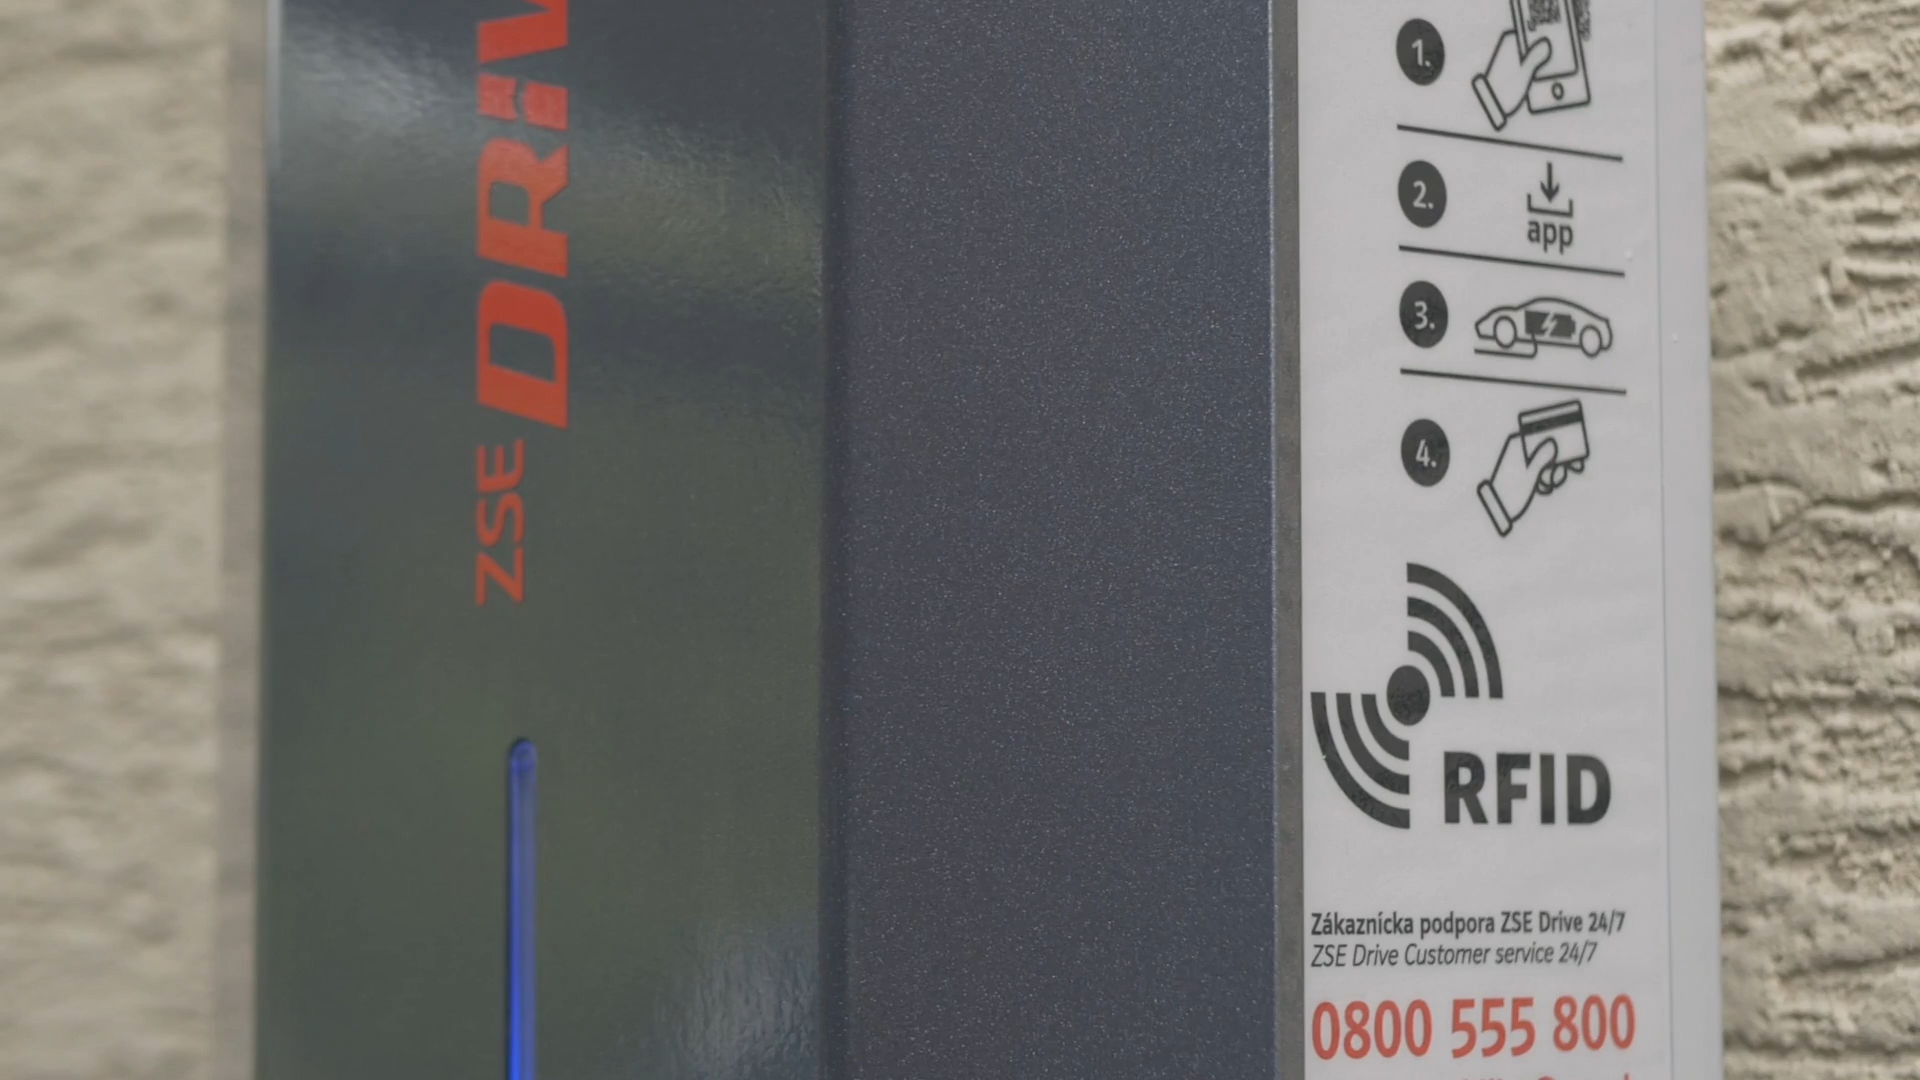 ZSE DRiV
1.
2.
app
3.
4.
RFID
Zákaznícka podpora ZSE Drive 24/7
ZSE Drive Customer service 24/7
0800 555 800